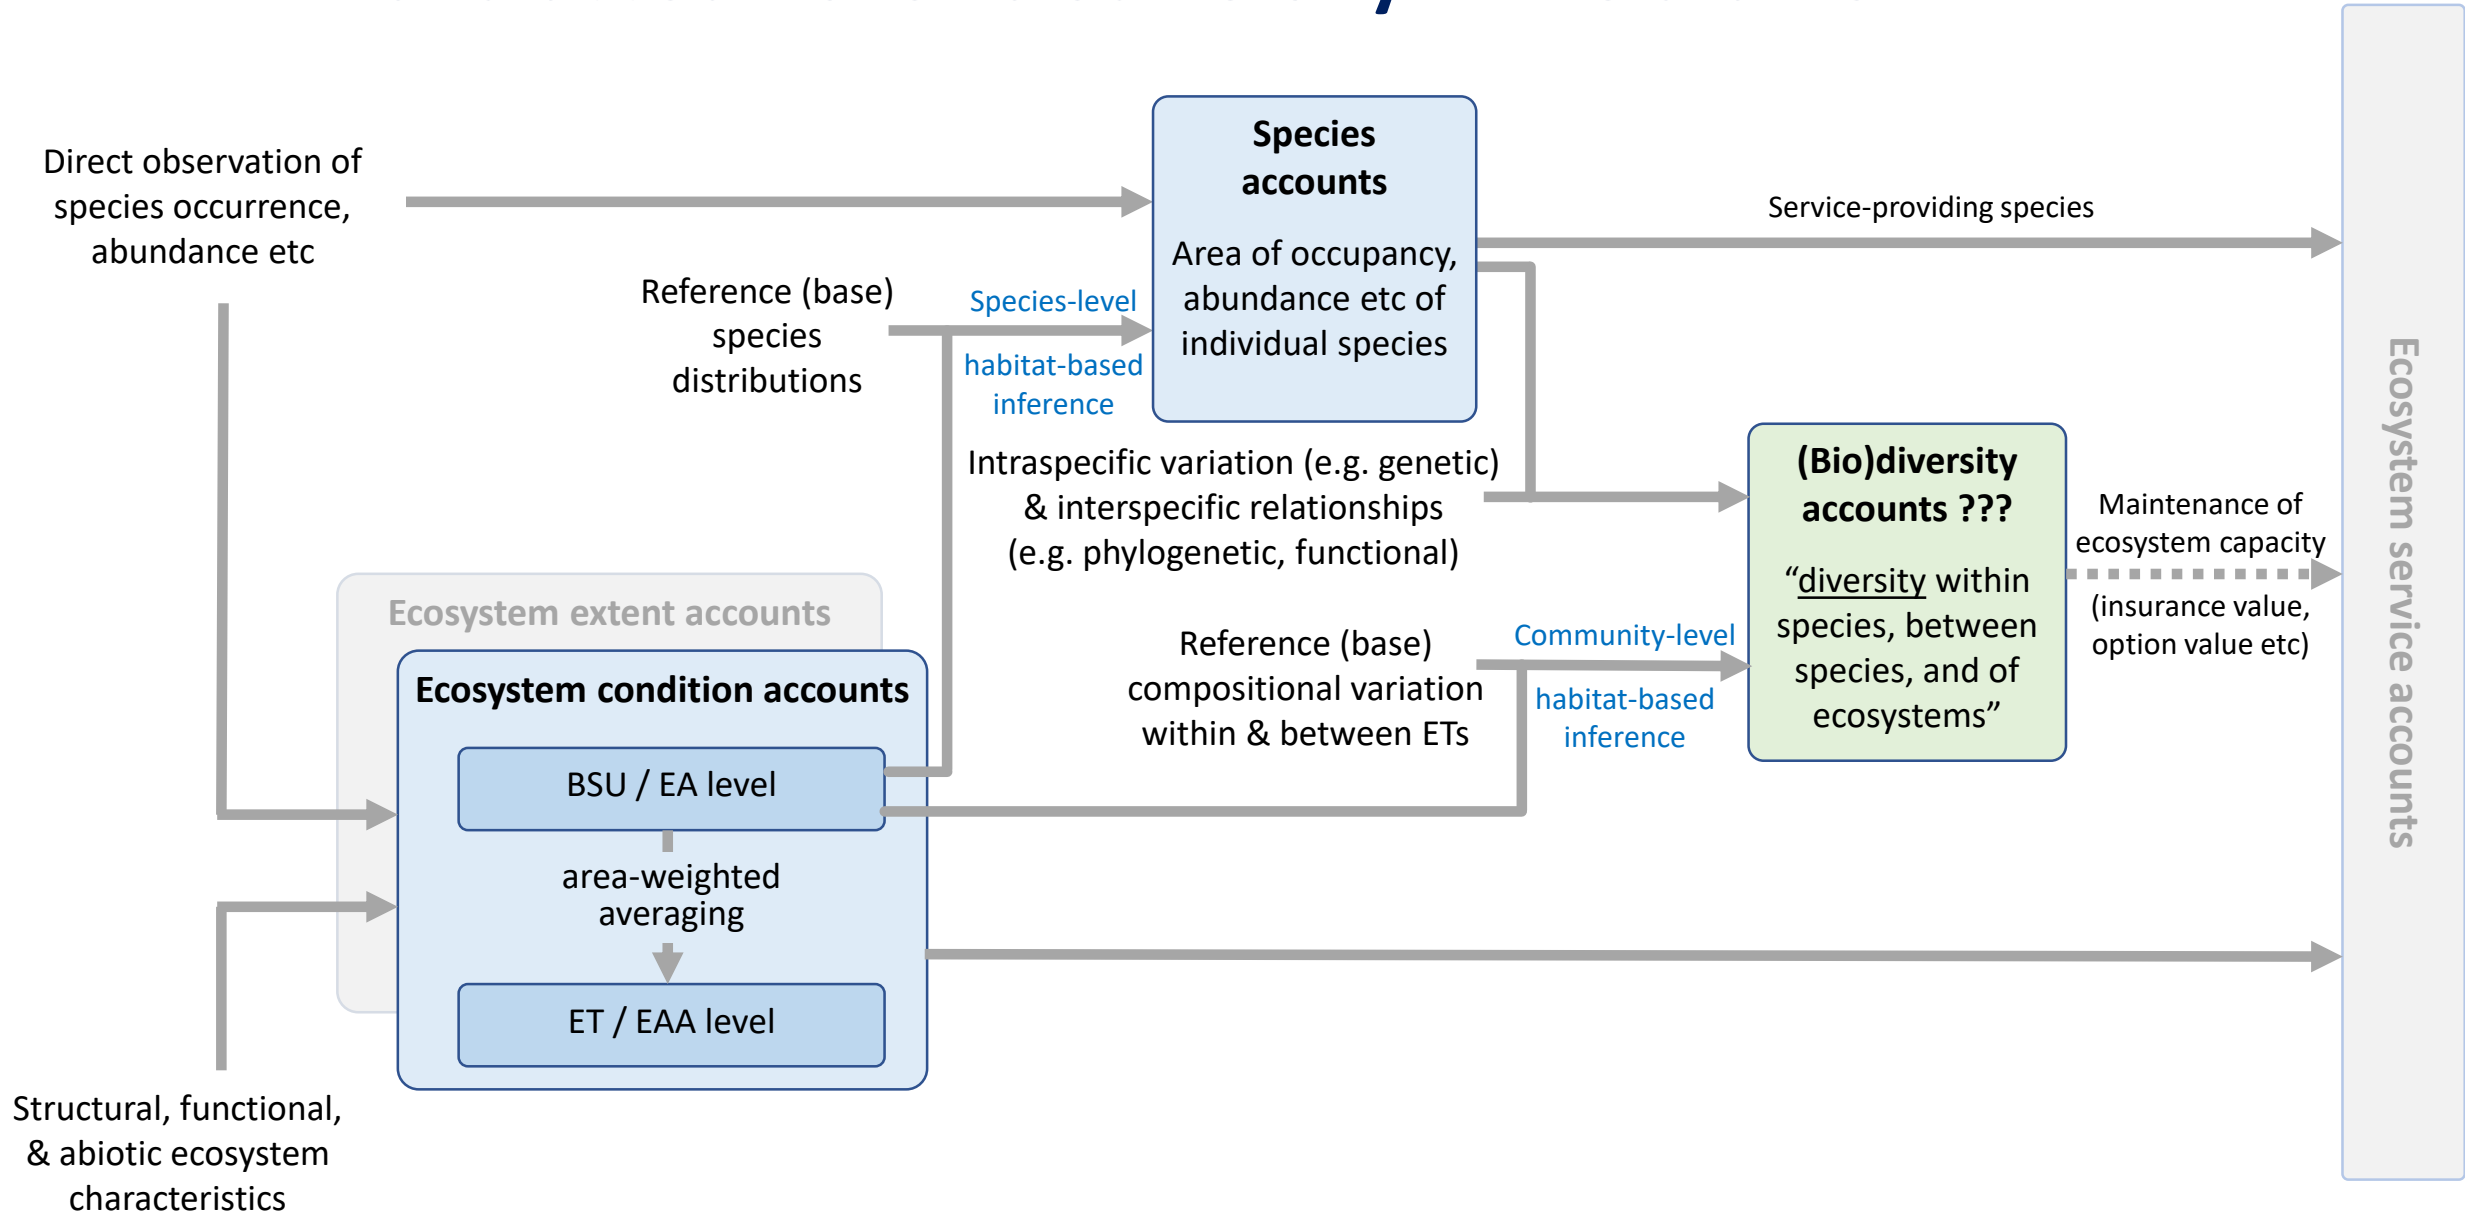 Direct observation of
species occurrence,
abundance etc
Species
accounts
Area of occupancy,
abundance etc of
individual species
Service-providing species
Reference (base)
species
distributions
Species-level
habitat-based
inference
Intraspecific variation (e.g. genetic)
& interspecific relationships
(e.g. phylogenetic, functional)
(Bio)diversity
accounts ???
“diversity within
species, between
species, and of
ecosystems”
Maintenance of
ecosystem capacity
(insurance value,
option value etc)
Ecosystem extent accounts
Ecosystem condition accounts
BSU / EA level
area-weighted
averaging
ET / EAA level
Reference (base)
compositional variation
within & between ETs
Community-level
habitat-based
inference
Structural, functional,
& abiotic ecosystem
characteristics
Ecosystem service accounts